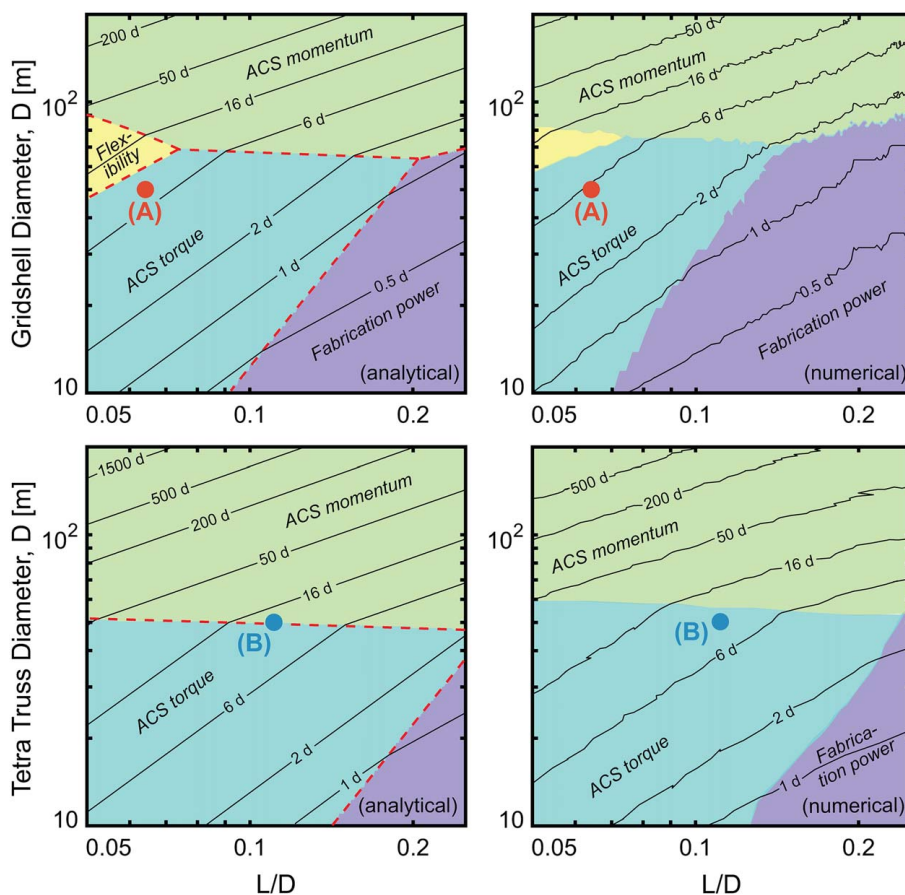 Gridshell Diameter, D [m]
10²
10
0.05
0.1
0.2
200 d
50 d
ACS momentum
16 d
6 d
Flex-
ibility
(A)
2 d
ACS torque
1 d
0.5 d
Fabrication power
(analytical)
10²
10
0.05
0.1
0.2
50 d
ACS momentum
16 d
6 d
(A)
ACS torque
2 d
1 d
0.5 d
Fabrication power
(numerical)
Tetra Truss Diameter, D [m]
10²
10
0.05
0.1
0.2
L/D
1500 d
500 d
ACS momentum
200 d
50 d
16 d
(B)
ACS torque
6 d
2 d
1 d
(analytical)
10²
10
0.05
0.1
0.2
L/D
500 d
200 d
ACS momentum
50 d
16 d
(B)
6 d
ACS torque
2 d
1 d
Fabrica-
tion power
(numerical)